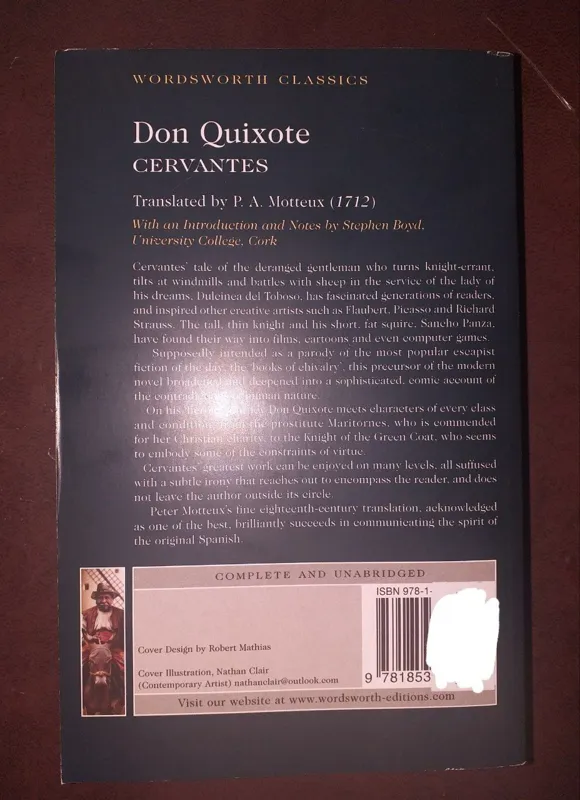 WORDSWORTH CLASSICS
Don Quixote
CERVANTES
Translated by P. A. Motteux (1712)
With an Introduction and Notes by Stephen Boyd,
University College, Cork
Cervantes' tale of the deranged gentleman who turns knight-errant,
tilts at windmills and battles with sheep in the service of the lady of
his dreams, Dulcinea del Toboso, has fascinated generations of readers,
and inspired other creative artists such as Flaubert, Picasso and Richard
Strauss. The tall, thin knight and his short, fat squire, Sancho Panza,
have found their way into films, cartoons and even computer games.
Supposedly intended as a parody of the most popular escapist
fiction of the day, the 'books of chivalry', this precursor of the modern
novel broadened and deepened into a sophisticated, comic account of
the contradictions of human nature.
On his Don Quixote meets characters of every class
and condition, from the prostitute Maritornes, who is commended
for her Christian charity, to the Knight of the Green Coat, who seems
to embody some of the constraints of virtue.
Cervantes' greatest work can be enjoyed on many levels, all suffused
with a subtle irony that reaches out to encompass the reader, and does
not leave the author outside its circle.
Peter Motteux's fine eighteenth-century translation, acknowledged
as one of the best, brilliantly succeeds in communicating the spirit of
the original Spanish.
COMPLETE AND UNABRIDGED
ISBN 978-1-
Cover Design by Robert Mathias
Cover Illustration, Nathan Clair
(Contemporary Artist) nathanclair@outlook.com
9 781853
Visit our website at www.wordsworth-editions.com